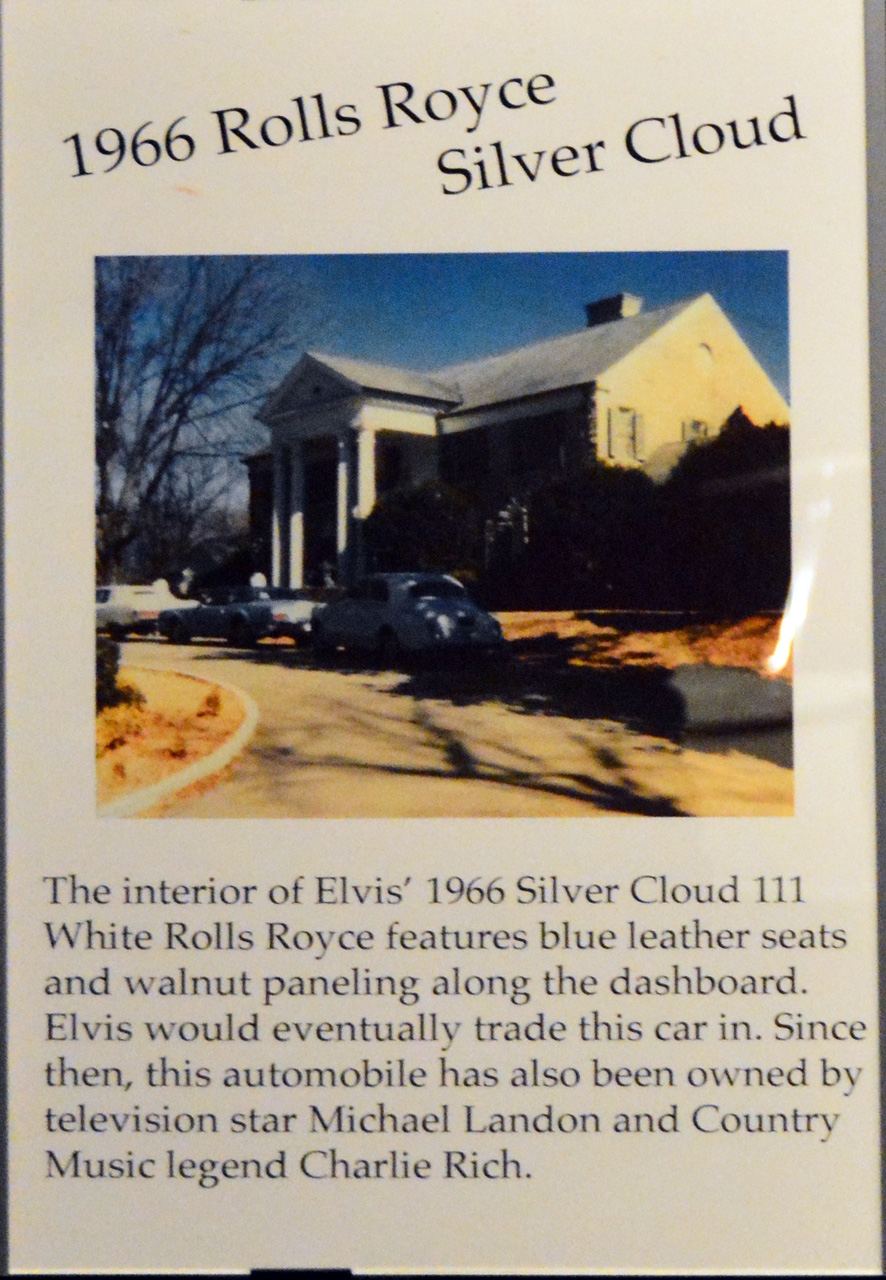 1966 Rolls Royce
Silver Cloud
The interior of Elvis' 1966 Silver Cloud 111
White Rolls Royce features blue leather seats
and walnut paneling along the dashboard.
Elvis would eventually trade this car in. Since
then, this automobile has also been owned by
television star Michael Landon and Country
Music legend Charlie Rich.